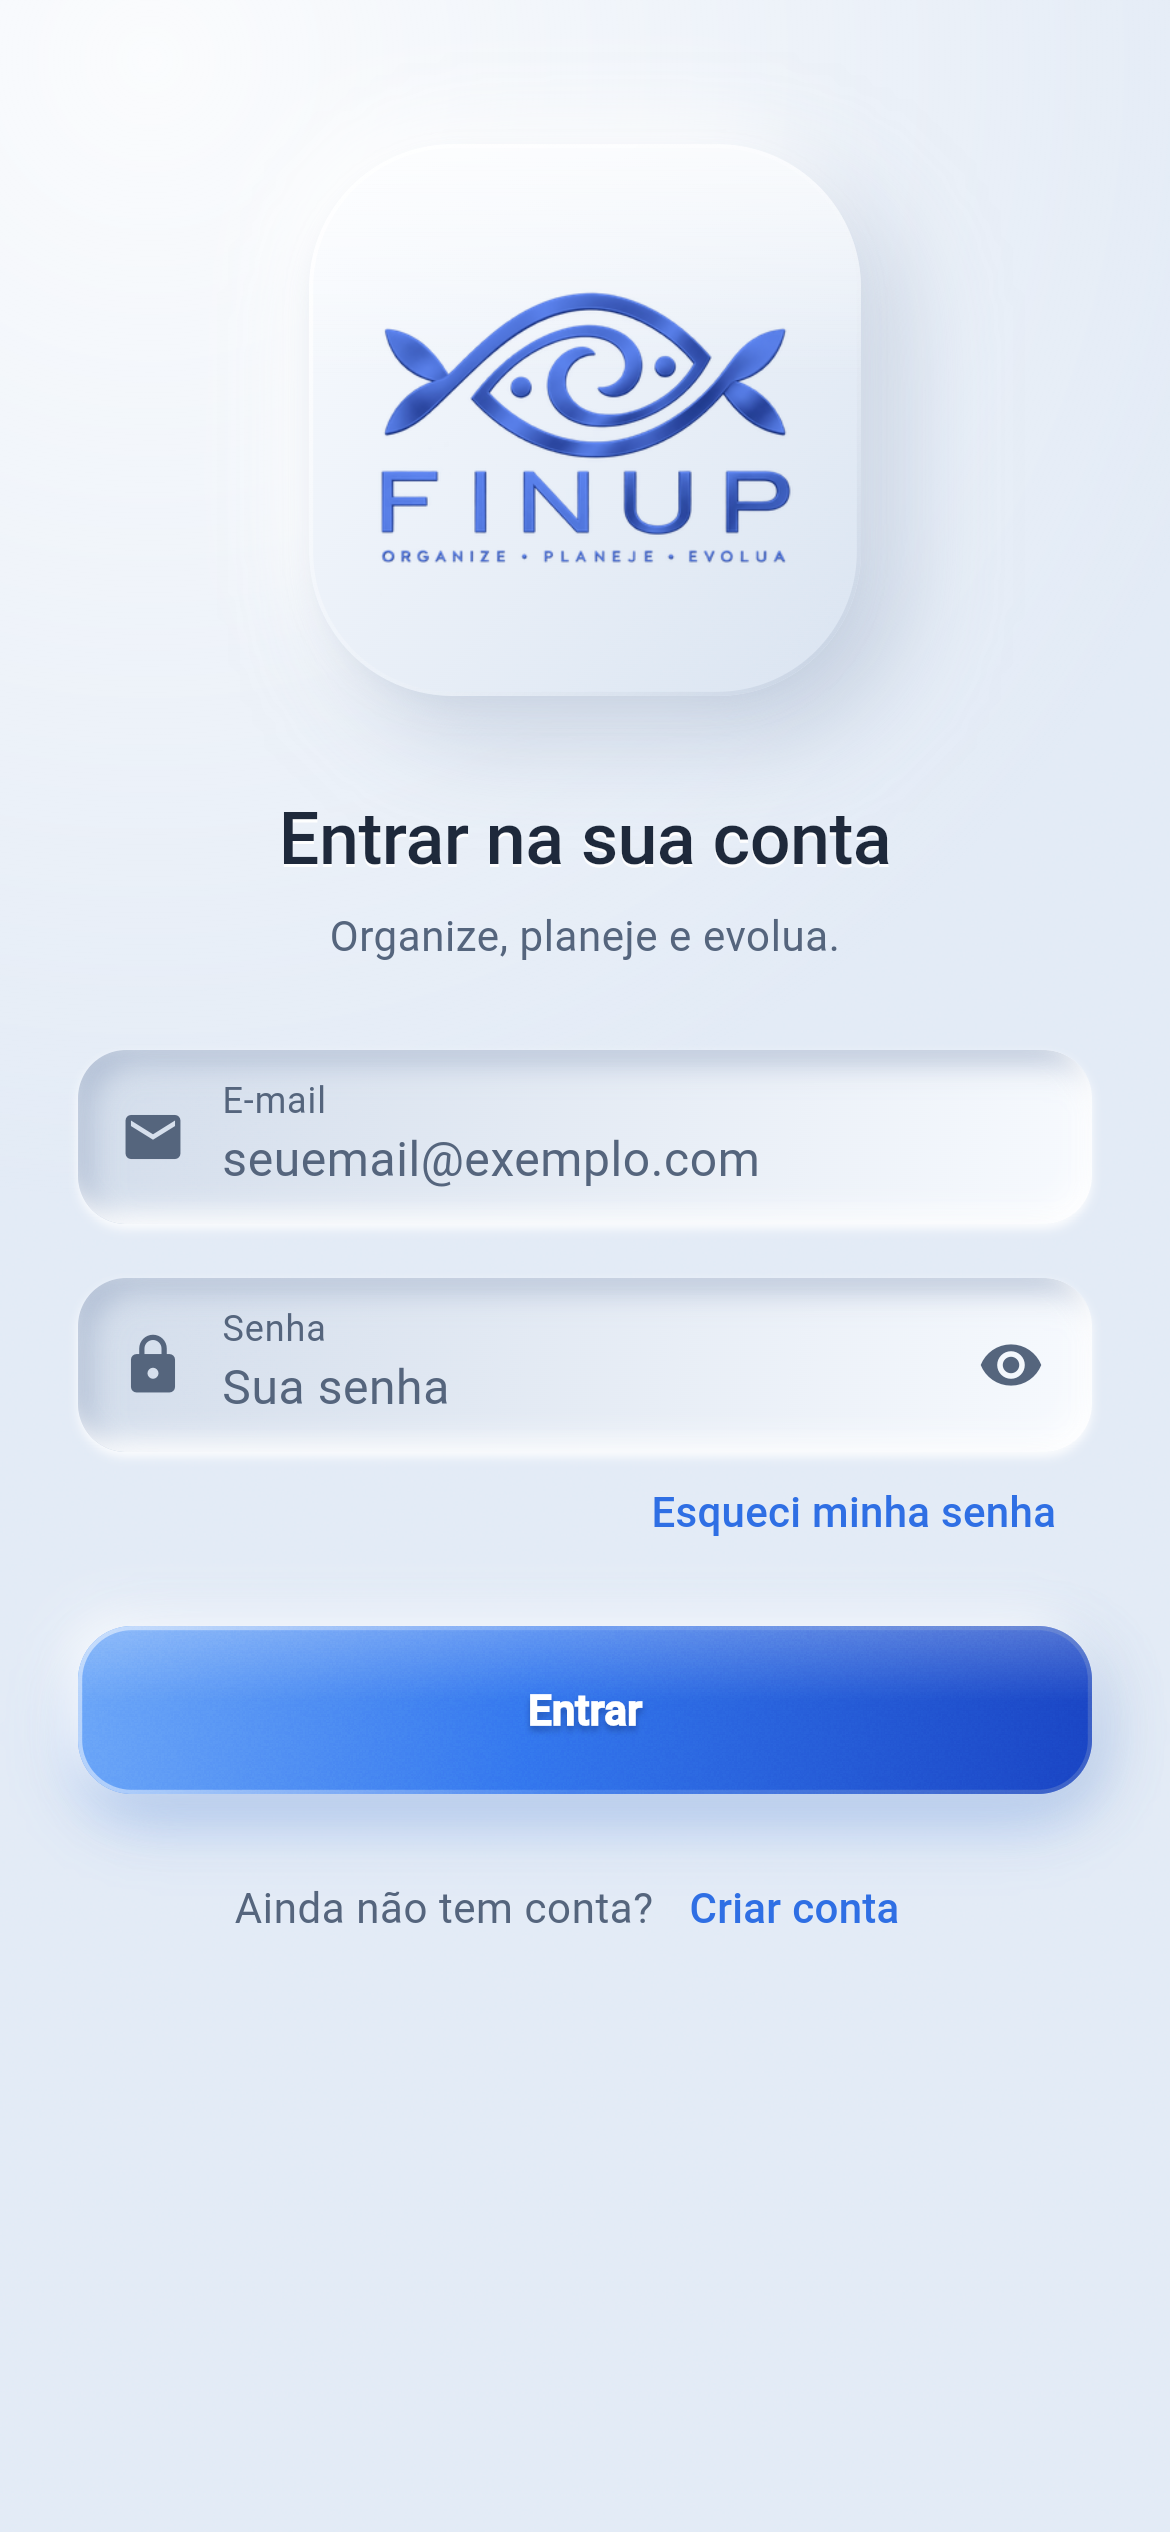 FINUP
ORGANIZE • PLANEJE • EVOLUA
Entrar na sua conta
Organize, planeje e evolua.
E-mail
seuemail@exemplo.com
Senha
Sua senha
Esqueci minha senha
Entrar
Ainda não tem conta? Criar conta